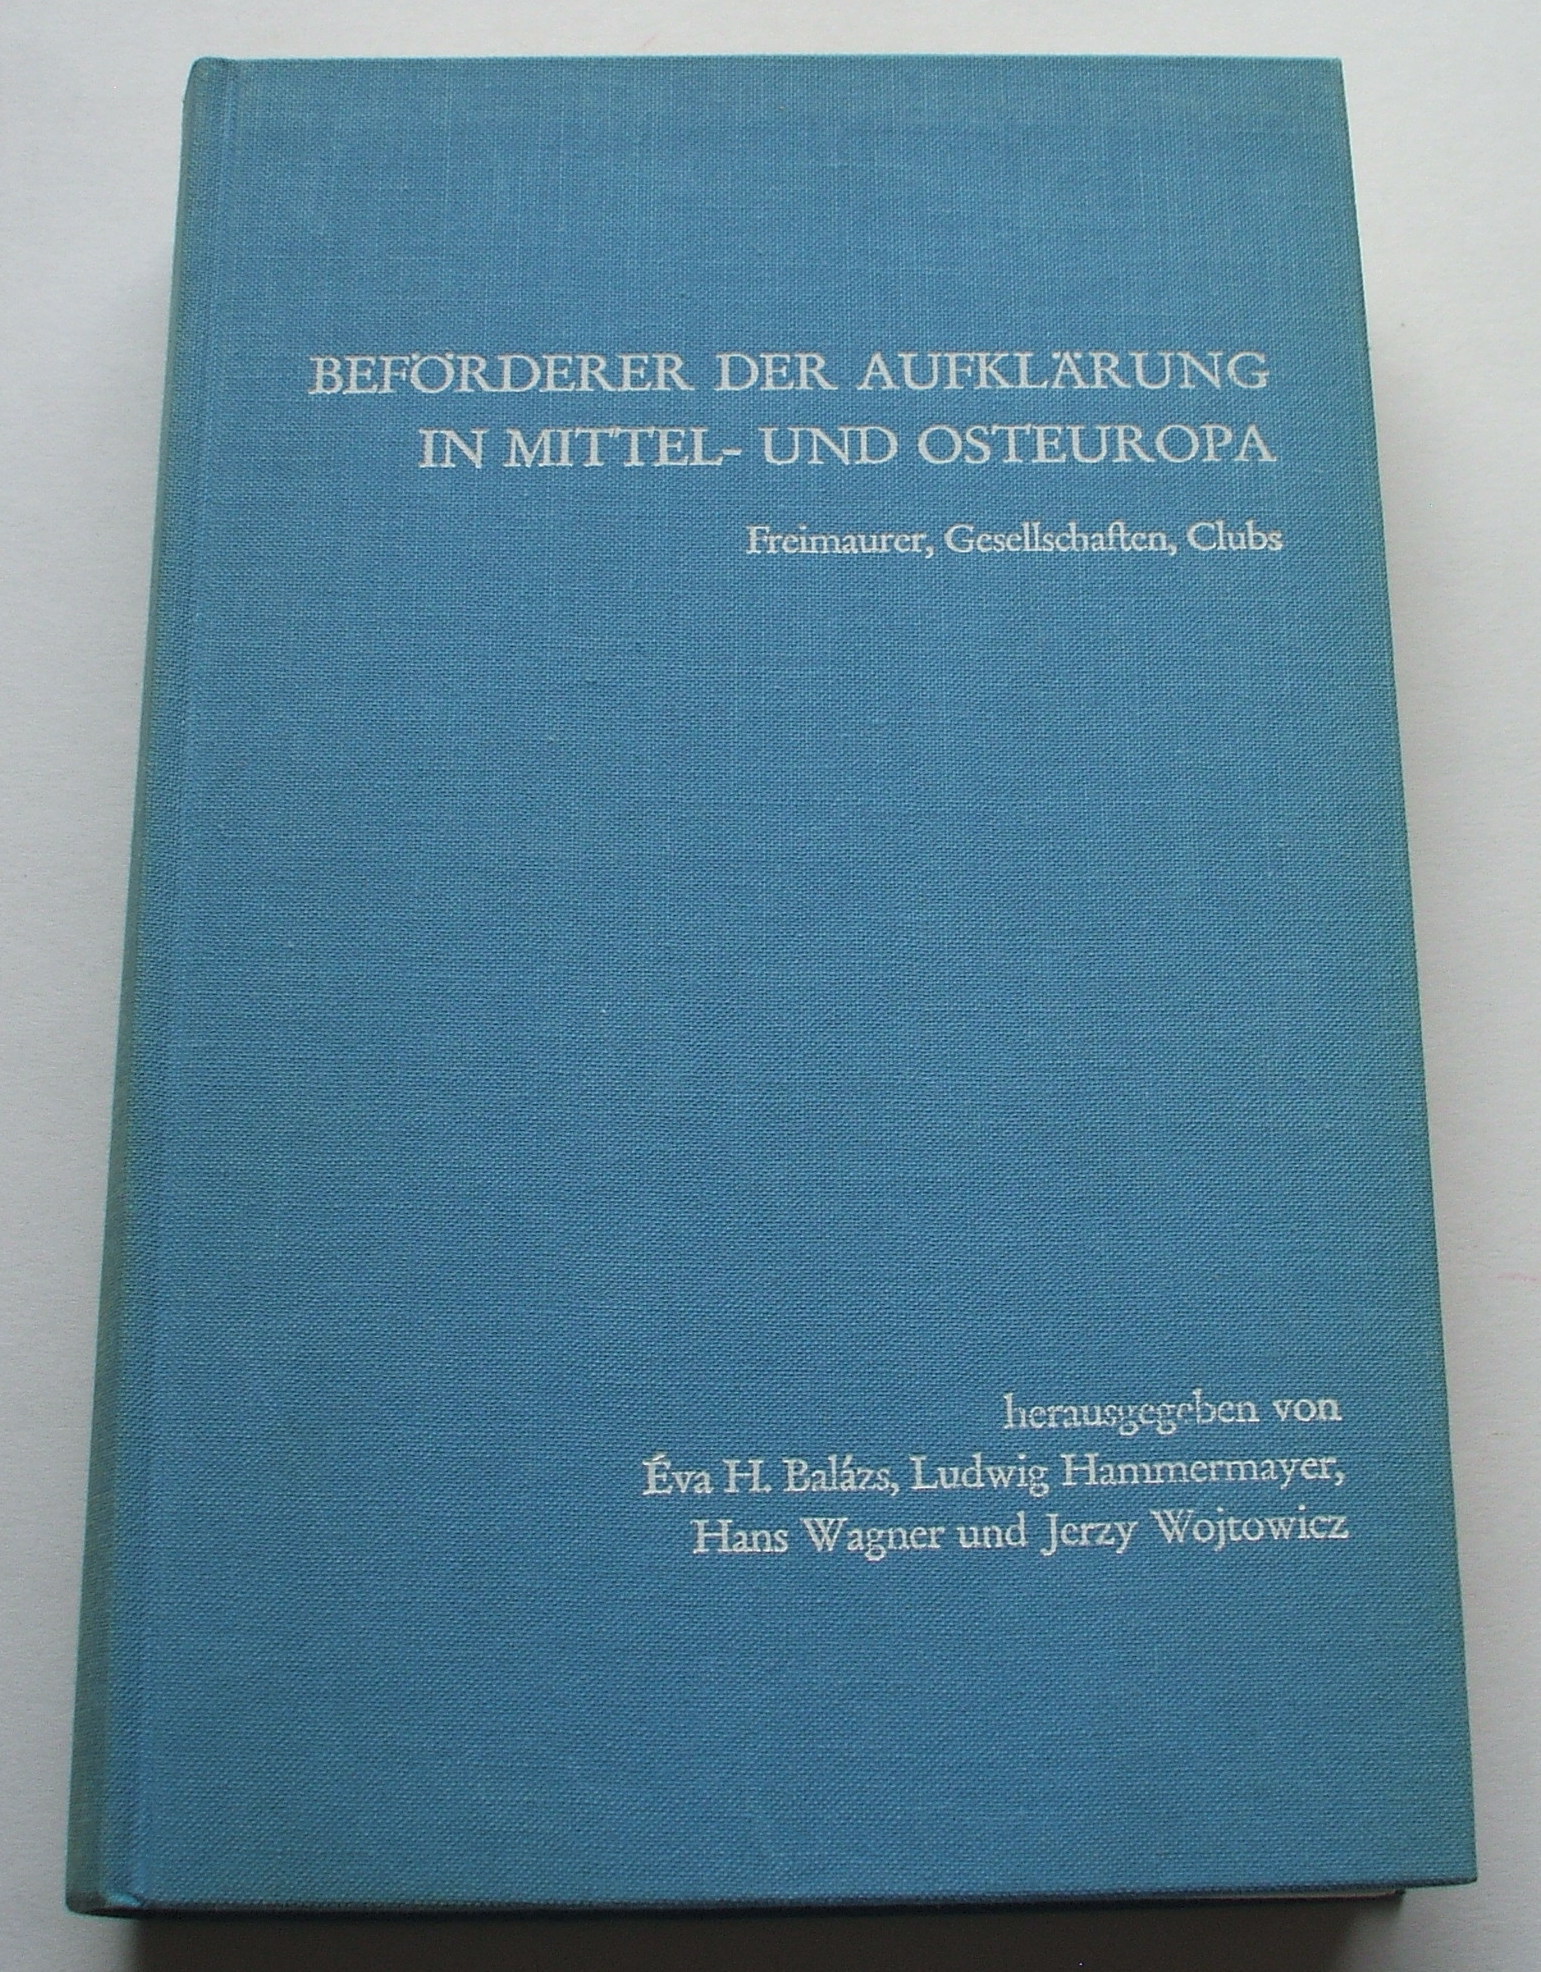 BEFÖRDERER DER AUFKLÄRUNG
IN MITTEL- UND OSTEUROPA
Freimaurer, Gesellschaften, Clubs
herausgegeben von
Éva H. Balázs, Ludwig Hammermayer,
Hans Wagner und Jerzy Wojtowicz